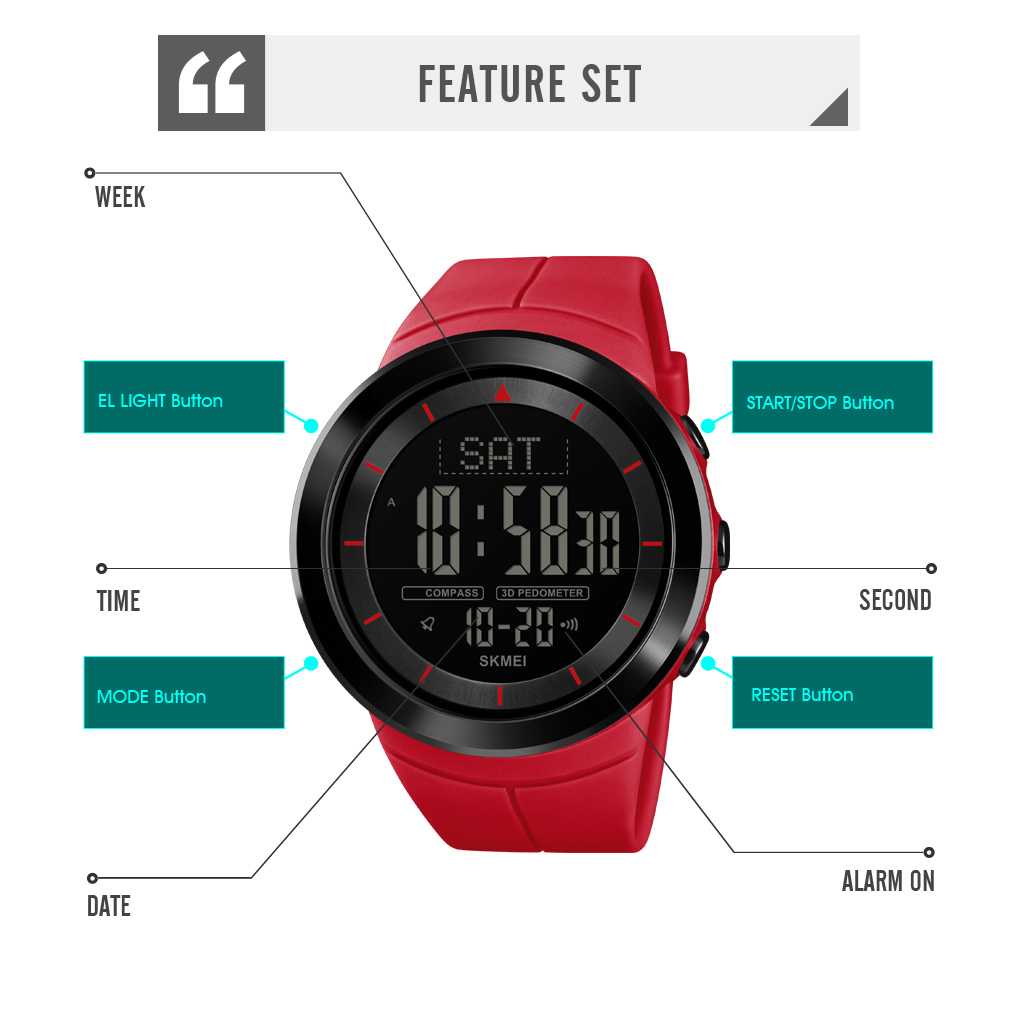 FEATURE SET
WEEK
EL LIGHT Button
START/STOP Button
SAT
A
10:58 30
TIME
SECOND
COMPASS
3D PEDOMETER
10-20
SKMEI
MODE Button
RESET Button
ALARM ON
DATE